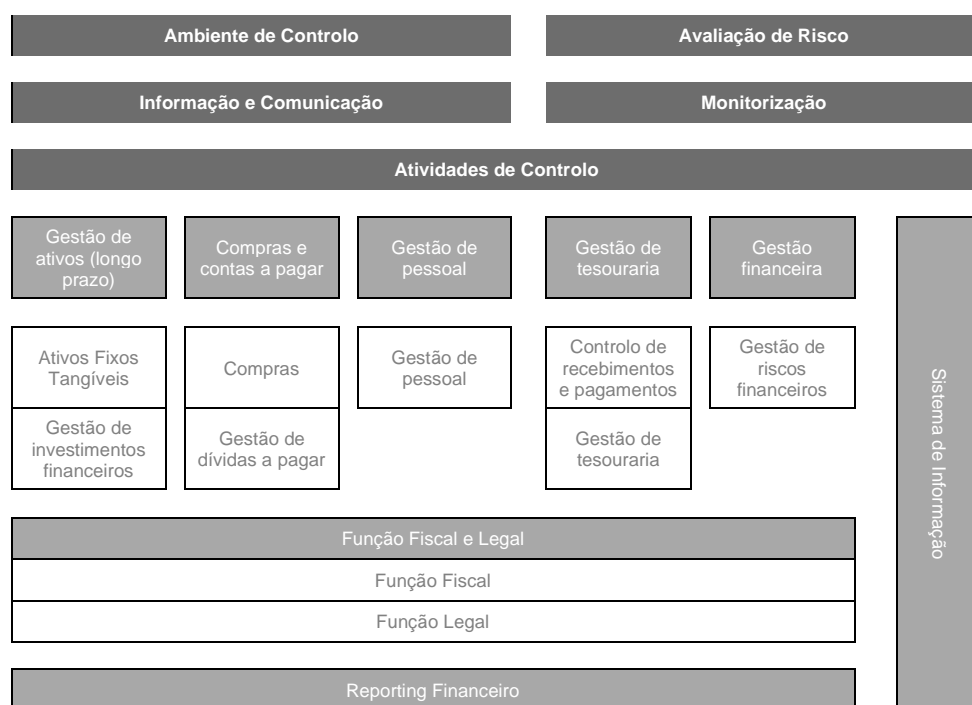 Ambiente de Controlo
Avaliação de Risco
Informação e Comunicação
Monitorização
Atividades de Controlo
Gestão de
ativos (longo
prazo)
Compras e
contas a pagar
Gestão de
pessoal
Gestão de
tesouraria
Gestão
financeira
Ativos Fixos
Tangíveis
Compras
Gestão de
pessoal
Controlo de
recebimentos
e pagamentos
Gestão de
riscos
financeiros
Gestão de
investimentos
financeiros
Gestão de
dívidas a pagar
Gestão de
tesouraria
Sistema de Informação
Função Fiscal e Legal
Função Fiscal
Função Legal
Reporting Financeiro